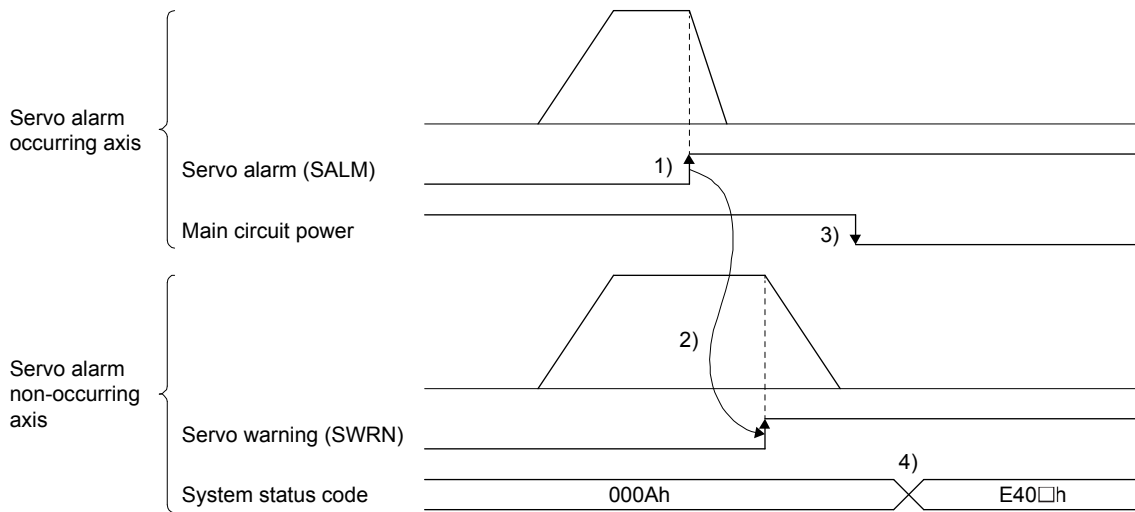 Servo alarm
occurring axis
Servo alarm (SALM)
1)
Main circuit power
3)
2)
Servo alarm
non-occurring
axis
Servo warning (SWRN)
4)
System status code
000Ah
E40□h